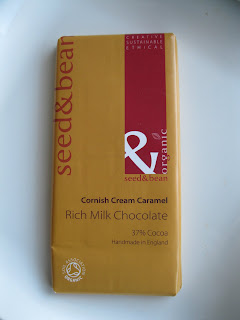 CREATIVE
SUSTAINABLE
ETHICAL
seed&bean
&
organic
seed&bean
Cornish Cream Caramel
Rich Milk Chocolate
37% Cocoa
Handmade in England
ORGANIC